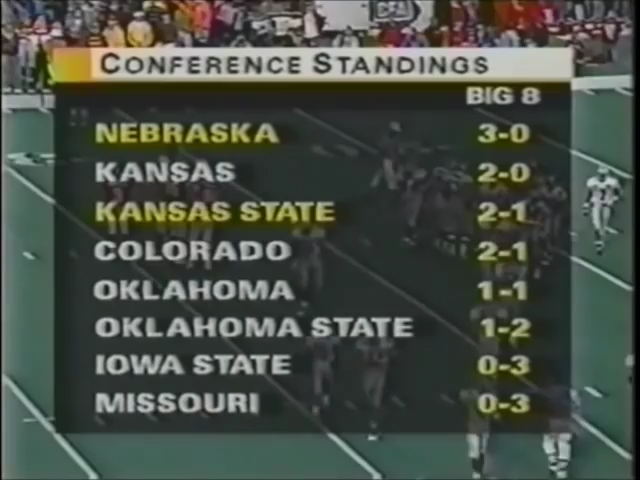 CONFERENCE STANDINGS
BIG 8
NEBRASKA 3-0
KANSAS 2-0
KANSAS STATE 2-1
COLORADO 2-1
OKLAHOMA 1-1
OKLAHOMA STATE 1-2
IOWA STATE 0-3
MISSOURI 0-3